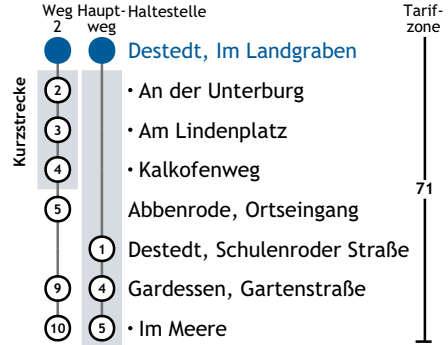 Weg 2 Haupt-weg Haltestelle Tarif-zone
Destedt, Im Landgraben
Kurzstrecke
2 • An der Unterburg
3 • Am Lindenplatz
4 • Kalkofenweg
71
5 Abbenrode, Ortseingang
1 Destedt, Schulenroder Straße
9 4 Gardessen, Gartenstraße
10 5 • Im Meere